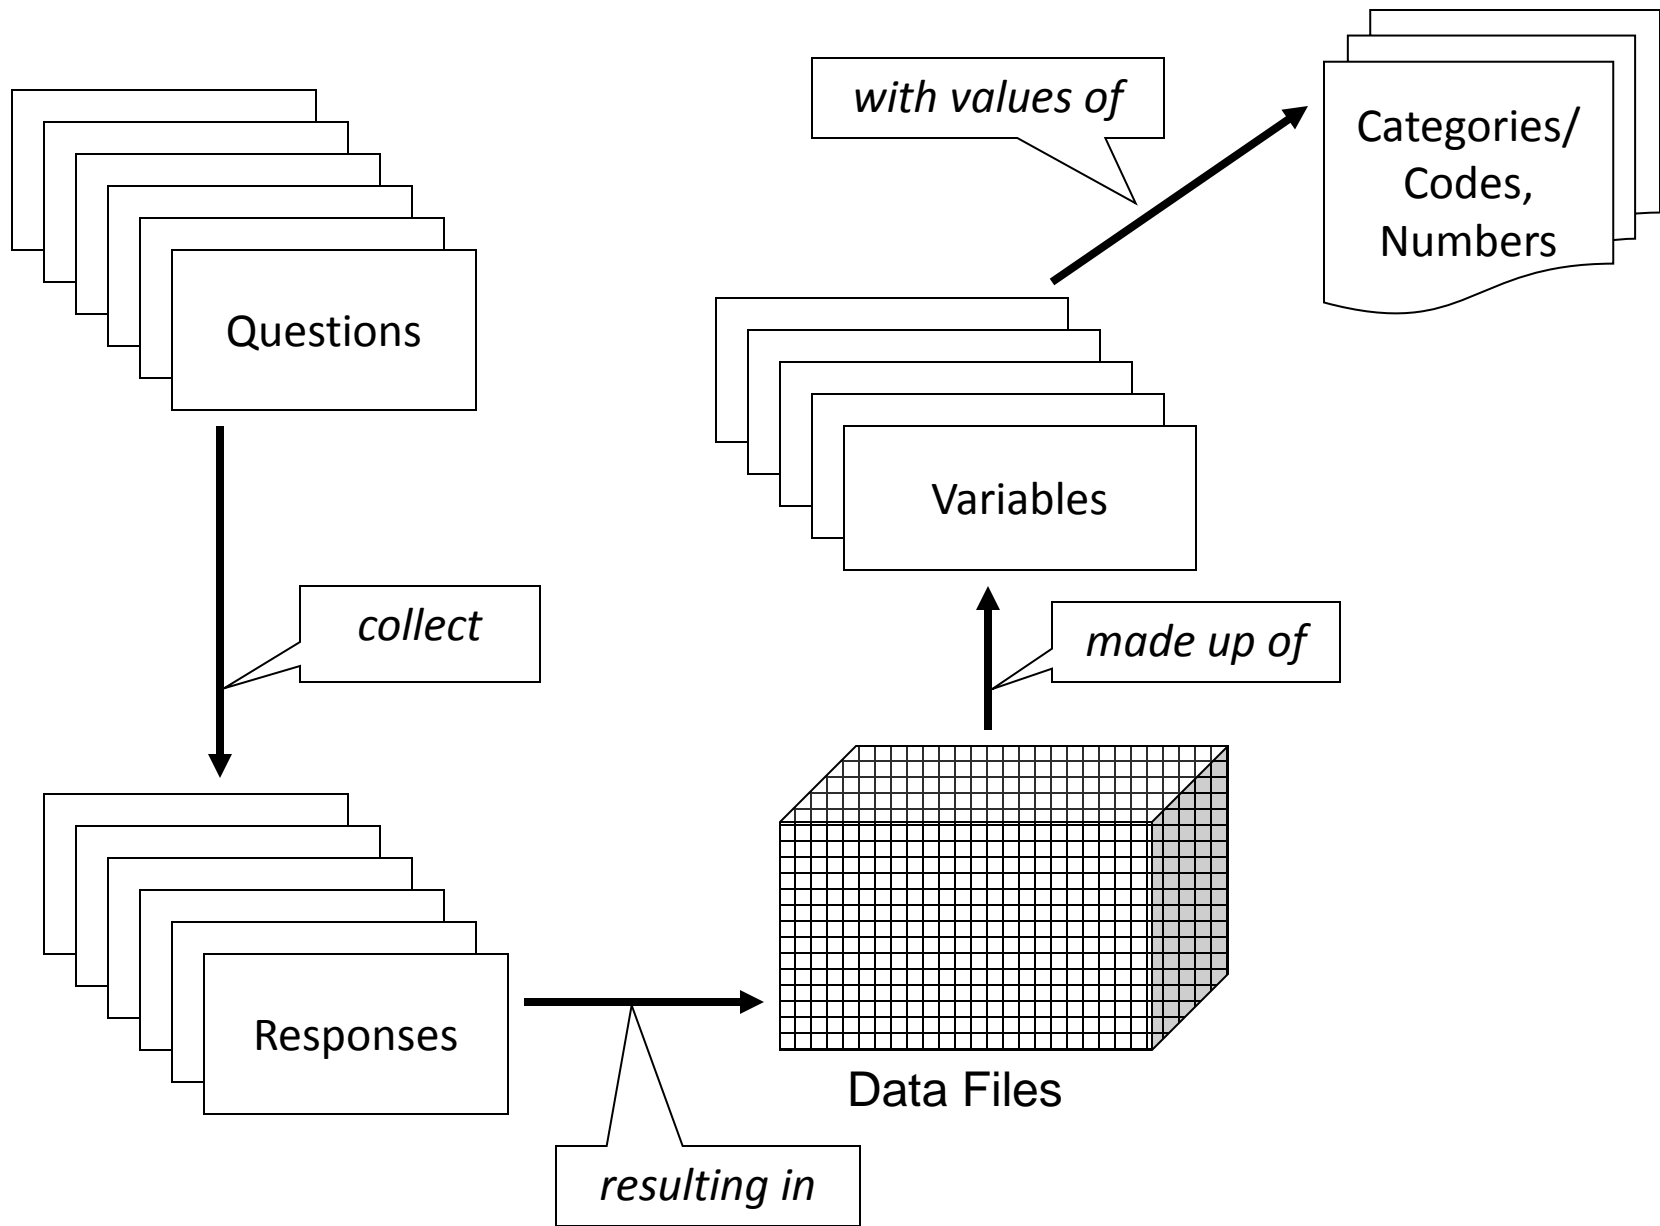 with values of
Categories/
Codes,
Numbers
Questions
Variables
collect
made up of
Responses
Data Files
resulting in